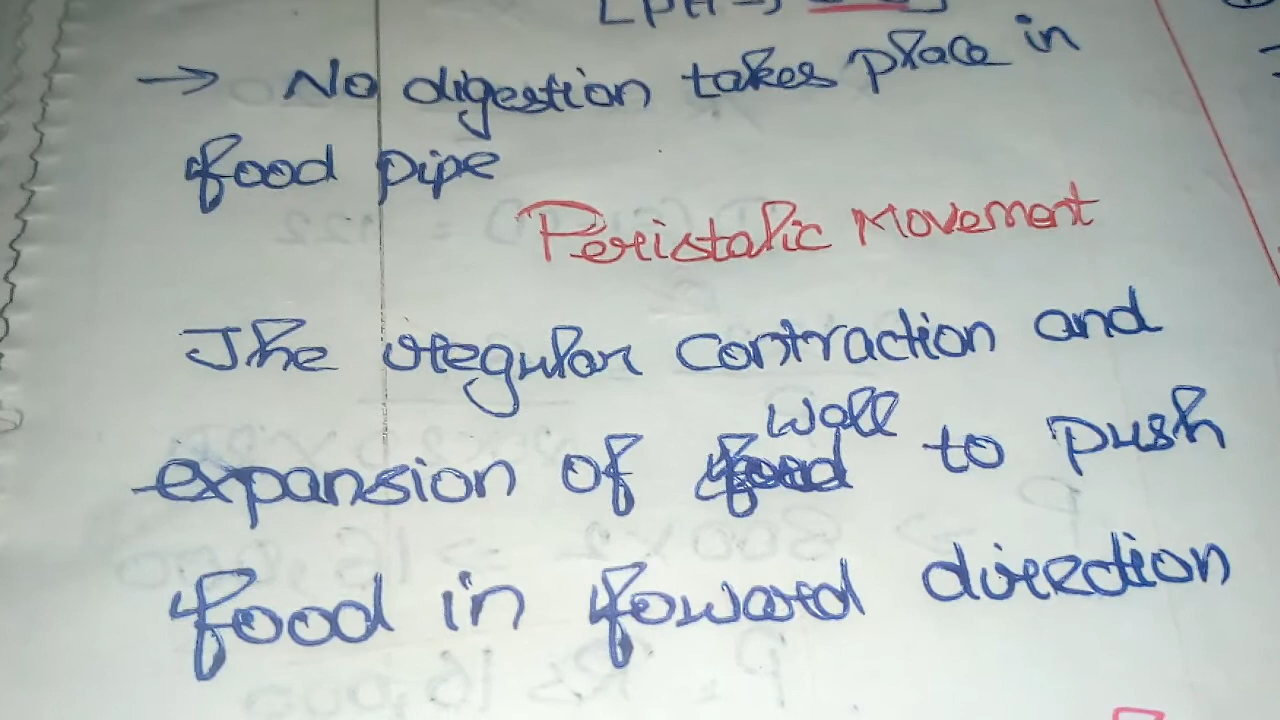 → No digestion takes place in
food pipe
Peristalic Movement
The regular contraction and
wall
expansion of food to push
food in foward direction